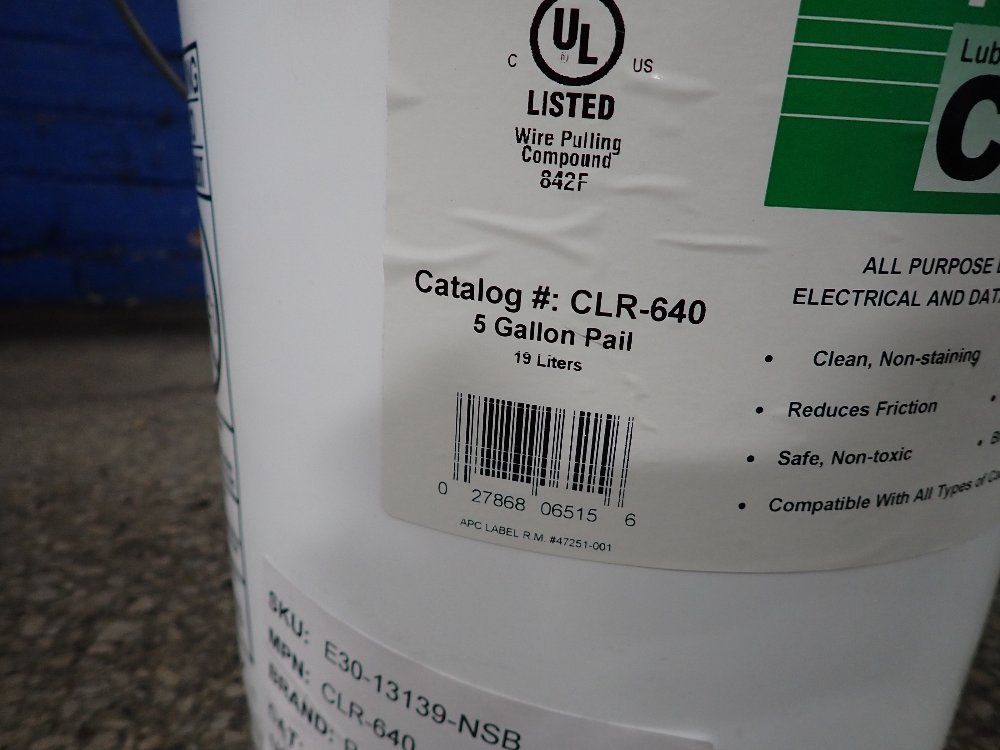 C UL US
LISTED
Wire Pulling
Compound
842F
Catalog #: CLR-640
5 Gallon Pail
19 Liters
0 27868 06515 6
APC LABEL R.M. #47251-001
ALL PURPOSE
ELECTRICAL AND
• Clean, Non-staining
• Reduces Friction
• Safe, Non-toxic
• Compatible With All Types of
SKU: E30-13139-NSB
MPN: CLR-640
BRAND:
CAT: